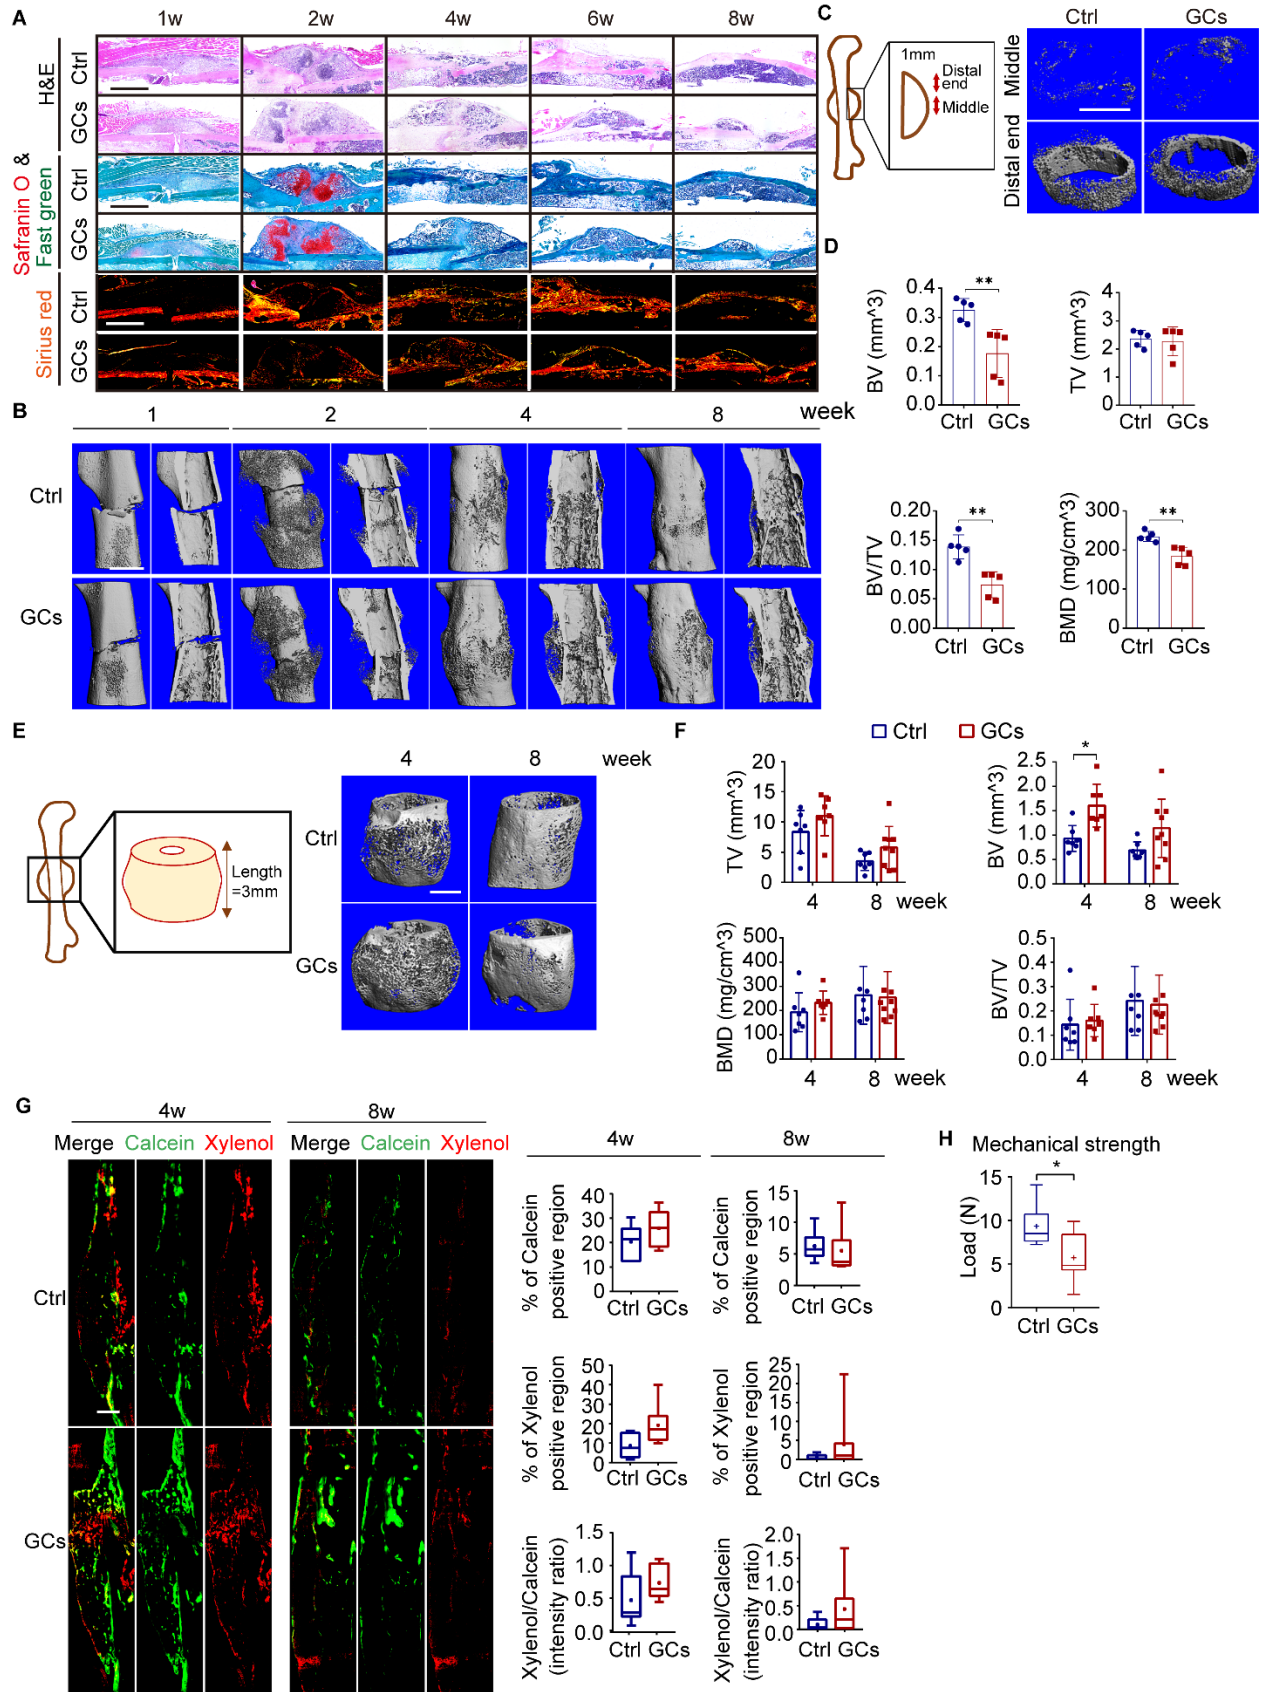 A
1w 2w 4w 6w 8w
H&E
Ctrl
GCs
Safranin O &
Fast green
Ctrl
GCs
Sirius red
Ctrl
GCs
B
1 2 4 8 week
Ctrl
GCs
C
1mm
Distal
end
Middle
Ctrl GCs
Middle
Distal end
D
BV (mm^3)
0.4
0.3
0.2
0.1
0.0
**
Ctrl GCs
TV (mm^3)
4
3
2
1
0
Ctrl GCs
BV/TV
0.20
0.15
0.10
0.05
0.00
**
Ctrl GCs
BMD (mg/cm^3)
400
200
0
**
Ctrl GCs
E
Length
=3mm
4 8 week
Ctrl
GCs
F
Ctrl GCs
TV (mm^3)
20
15
10
5
0
4 8 week
BV (mm^3)
2.5
2.0
1.5
1.0
0.5
0.0
*
4 8 week
BMD (mg/cm^3)
500
400
300
200
100
0
4 8 week
BV/TV
0.4
0.3
0.2
0.1
0
4 8 week
G
4w 8w
Merge Calcein Xylenol Merge Calcein Xylenol
Ctrl
GCs
4w 8w
% of Calcein
positive region
40
30
20
10
0
Ctrl GCs
% of Calcein
positive region
15
10
5
0
Ctrl GCs
% of Xylenol
positive region
50
40
30
20
10
0
Ctrl GCs
% of Xylenol
positive region
25
20
15
10
5
0
Ctrl GCs
Xylenol/Calcein
(intensity ratio)
1.5
1.0
0.5
0.0
Ctrl GCs
Xylenol/Calcein
(intensity ratio)
2.0
1.5
1.0
0.5
0.0
Ctrl GCs
H
Mechanical strength
Load (N)
15
10
5
0
*
Ctrl GCs